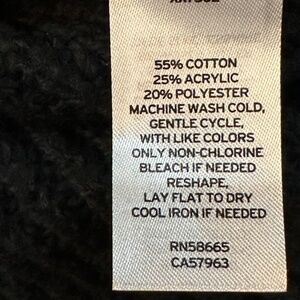 55% COTTON
25% ACRYLIC
20% POLYESTER
MACHINE WASH COLD,
GENTLE CYCLE,
WITH LIKE COLORS
ONLY NON-CHLORINE
BLEACH IF NEEDED
RESHAPE,
LAY FLAT TO DRY
COOL IRON IF NEEDED
RN58665
CA57963